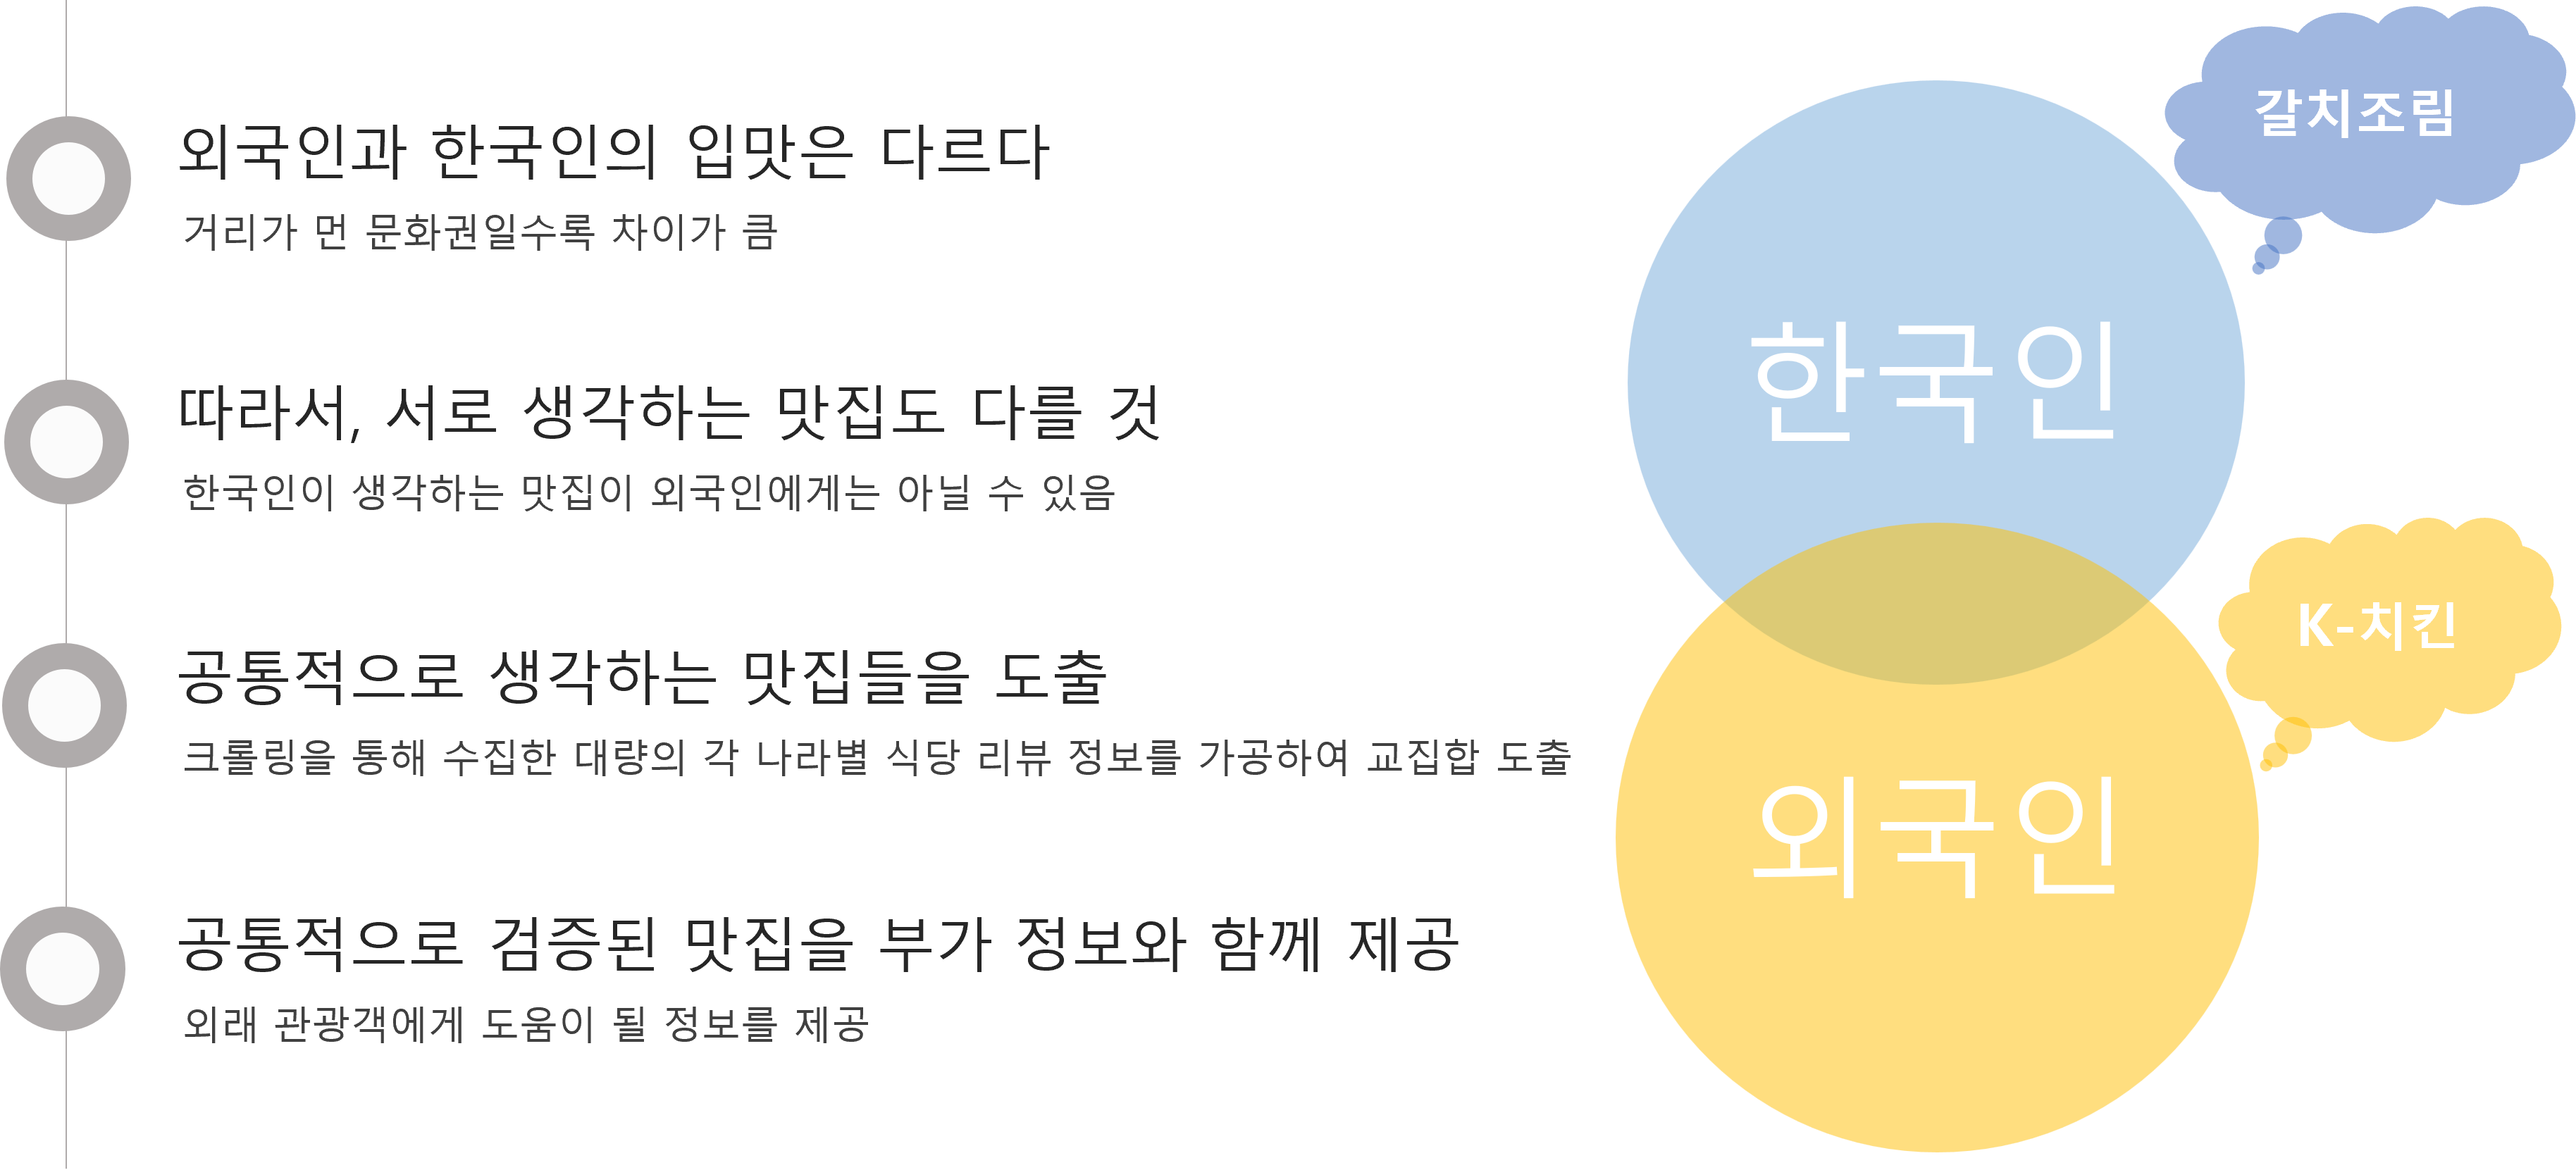 외국인과 한국인의 입맛은 다르다
거리가 먼 문화권일수록 차이가 큼
따라서, 서로 생각하는 맛집도 다를 것
한국인이 생각하는 맛집이 외국인에게는 아닐 수 있음
공통적으로 생각하는 맛집들을 도출
크롤링을 통해 수집한 대량의 각 나라별 식당 리뷰 정보를 가공하여 교집합 도출
공통적으로 검증된 맛집을 부가 정보와 함께 제공
외래 관광객에게 도움이 될 정보를 제공
갈치조림
한국인
K-치킨
외국인